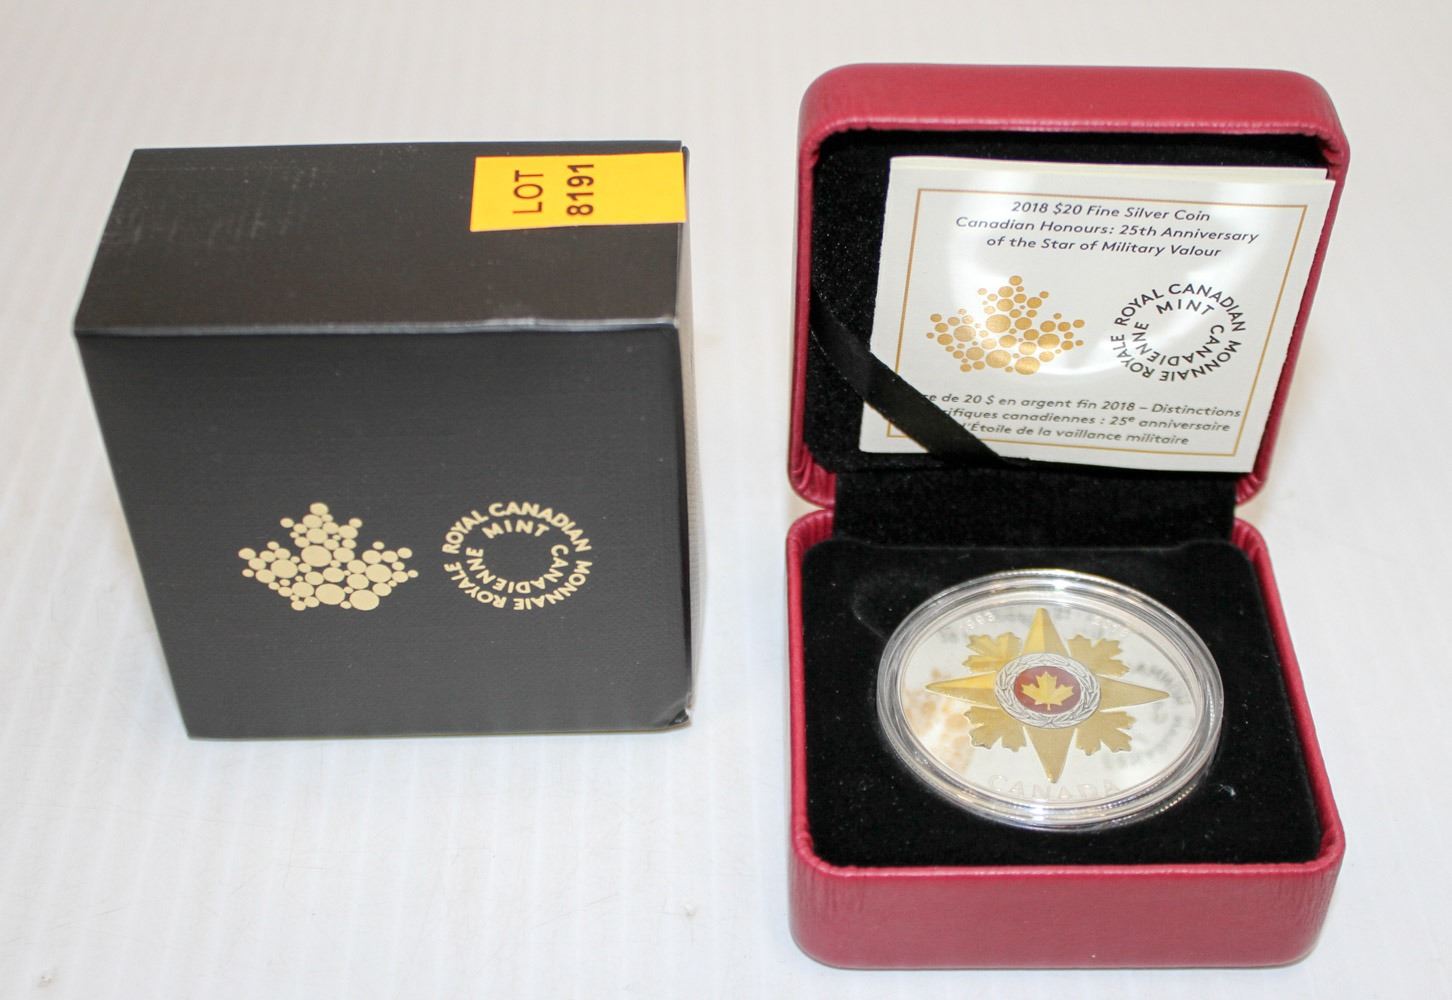 LOT
8191
ROYAL CANADIAN MINT
MONNAIE ROYALE CANADIENNE
2018 $20 Fine Silver Coin
Canadian Honours: 25th Anniversary
of the Star of Military Valour
ROYAL CANADIAN MINT
MONNAIE ROYALE CANADIENNE
de 20 $ en argent fin 2018 – Distinctions
canadiennes : 25e anniversaire
l'Étoile de la vaillance militaire
1993
CANADA